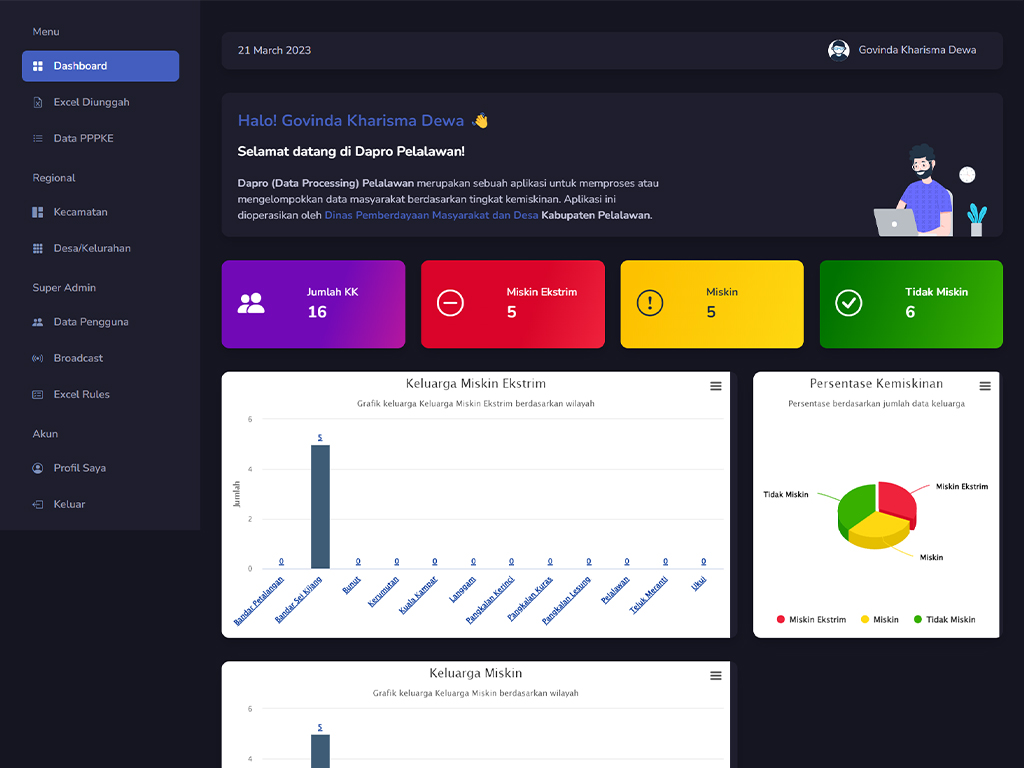 Menu
Dashboard
Excel Diunggah
Data PPPKE
Regional
Kecamatan
Desa/Kelurahan
Super Admin
Data Pengguna
Broadcast
Excel Rules
Akun
Profil Saya
Keluar
21 March 2023
Govinda Kharisma Dewa
Halo! Govinda Kharisma Dewa 👋
Selamat datang di Dapro Pelalawan!
Dapro (Data Processing) Pelalawan merupakan sebuah aplikasi untuk memproses atau
mengelompokkan data masyarakat berdasarkan tingkat kemiskinan. Aplikasi ini
dioperasikan oleh Dinas Pemberdayaan Masyarakat dan Desa Kabupaten Pelalawan.
Jumlah KK
16
Miskin Ekstrim
5
Miskin
5
Tidak Miskin
6
Keluarga Miskin Ekstrim
Grafik keluarga Keluarga Miskin Ekstrim berdasarkan wilayah
Jumlah
6
4
2
0
0
5
0
0
0
0
0
0
0
0
0
0
Bandar Petalangan
Bandar Sei Kijang
Bunut
Kerumutan
Kuala Kampar
Langgam
Pangkalan Kerinci
Pangkalan Kuras
Pangkalan Lesung
Pelalawan
Teluk Meranti
Ukui
Persentase Kemiskinan
Persentase berdasarkan jumlah data keluarga
Tidak Miskin
Miskin Ekstrim
Miskin
Miskin Ekstrim
Miskin
Tidak Miskin
Keluarga Miskin
Grafik keluarga Keluarga Miskin berdasarkan wilayah
6
5
4